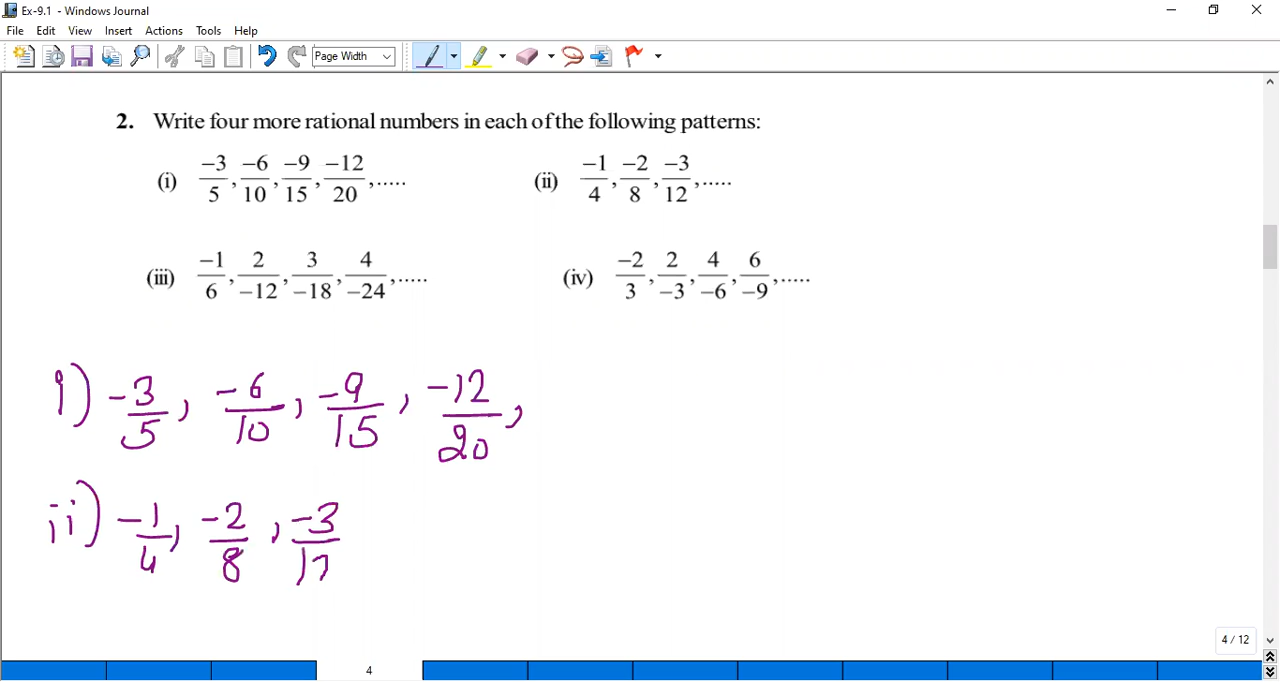 Ex-9.1 - Windows Journal
File Edit View Insert Actions Tools Help
Page Width
2. Write four more rational numbers in each of the following patterns:
(i) −3/5, −6/10, −9/15, −12/20, ..... (ii) −1/4, −2/8, −3/12, .....
(iii) −1/6, 2/−12, 3/−18, 4/−24, ..... (iv) −2/3, 2/−3, 4/−6, 6/−9, .....
i) -3/5, -6/10, -9/15, -12/20,
ii) -1/4, -2/8, -3/12
4 / 12
4